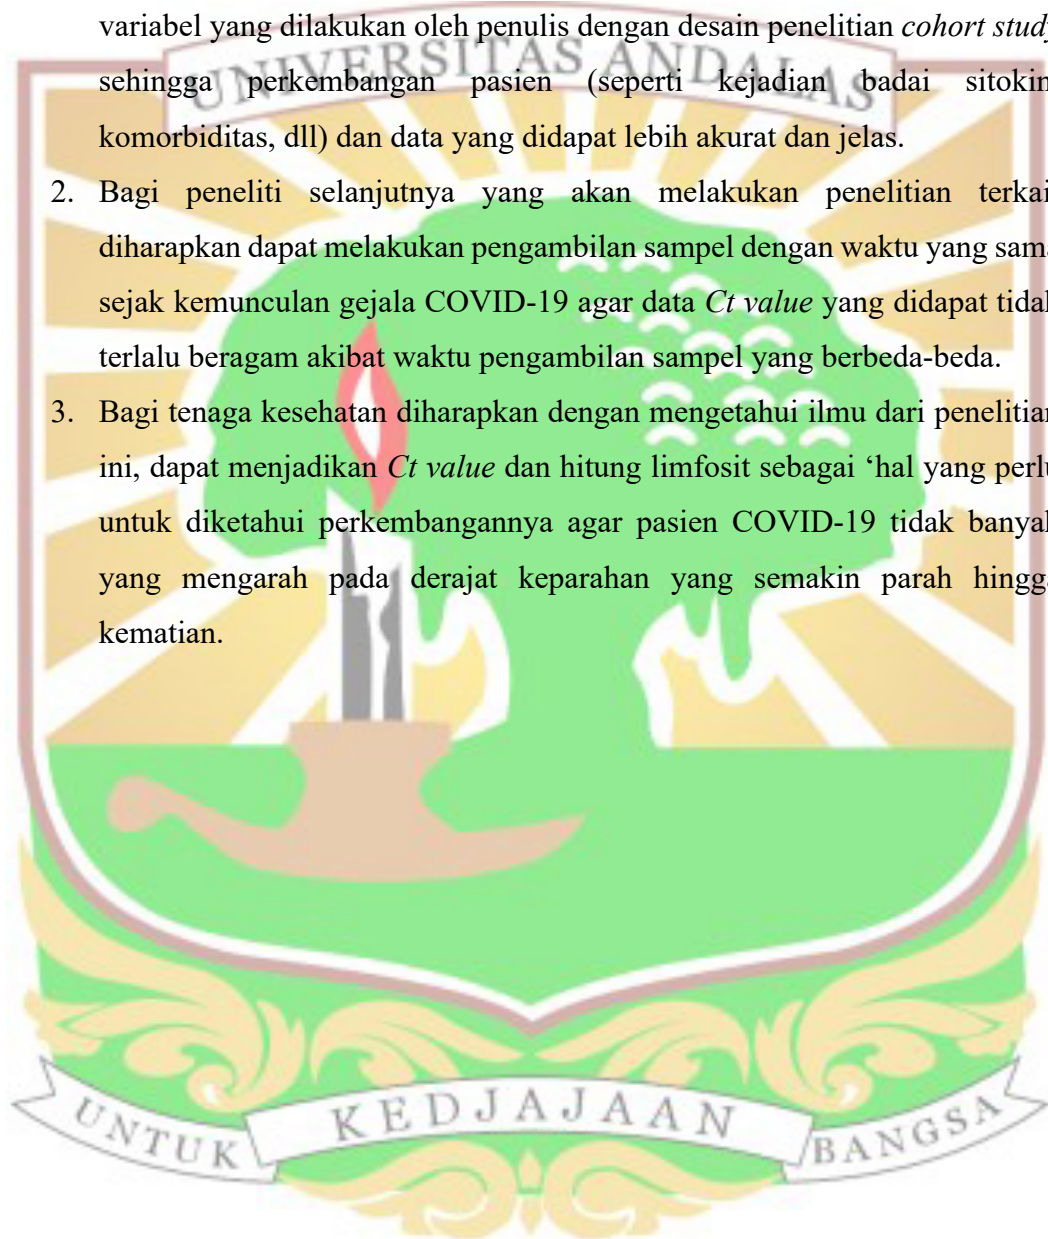 variabel yang dilakukan oleh penulis dengan desain penelitian cohort study
UNIVERSITAS ANDALAS
sehingga perkembangan pasien (seperti kejadian badai sitokin
komorbiditas, dll) dan data yang didapat lebih akurat dan jelas.
2. Bagi peneliti selanjutnya yang akan melakukan penelitian terkai
diharapkan dapat melakukan pengambilan sampel dengan waktu yang sama
sejak kemunculan gejala COVID-19 agar data Ct value yang didapat tidak
terlalu beragam akibat waktu pengambilan sampel yang berbeda-beda.
3. Bagi tenaga kesehatan diharapkan dengan mengetahui ilmu dari penelitian
ini, dapat menjadikan Ct value dan hitung limfosit sebagai ‘hal yang perlu
untuk diketahui perkembangannya agar pasien COVID-19 tidak banyak
yang mengarah pada derajat keparahan yang semakin parah hingga
kematian.
UNTUK KEDJAJAAN BANGSA